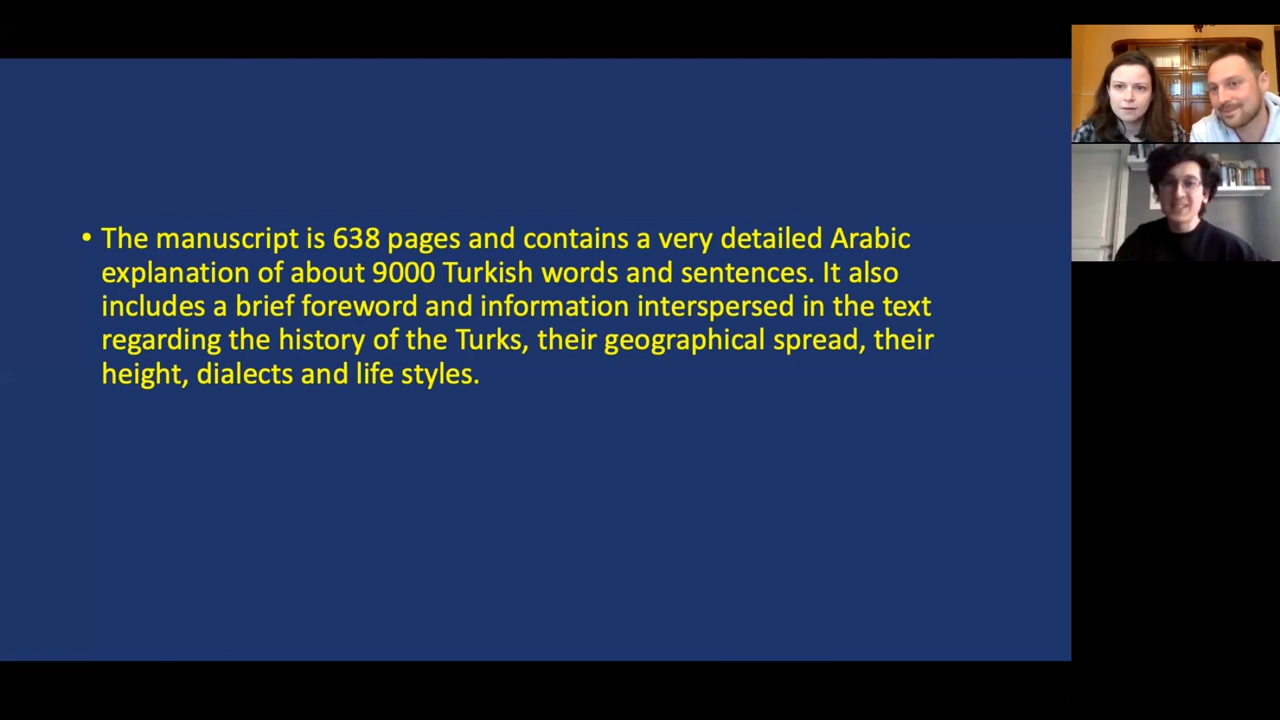 • The manuscript is 638 pages and contains a very detailed Arabic
explanation of about 9000 Turkish words and sentences. It also
includes a brief foreword and information interspersed in the text
regarding the history of the Turks, their geographical spread, their
height, dialects and life styles.